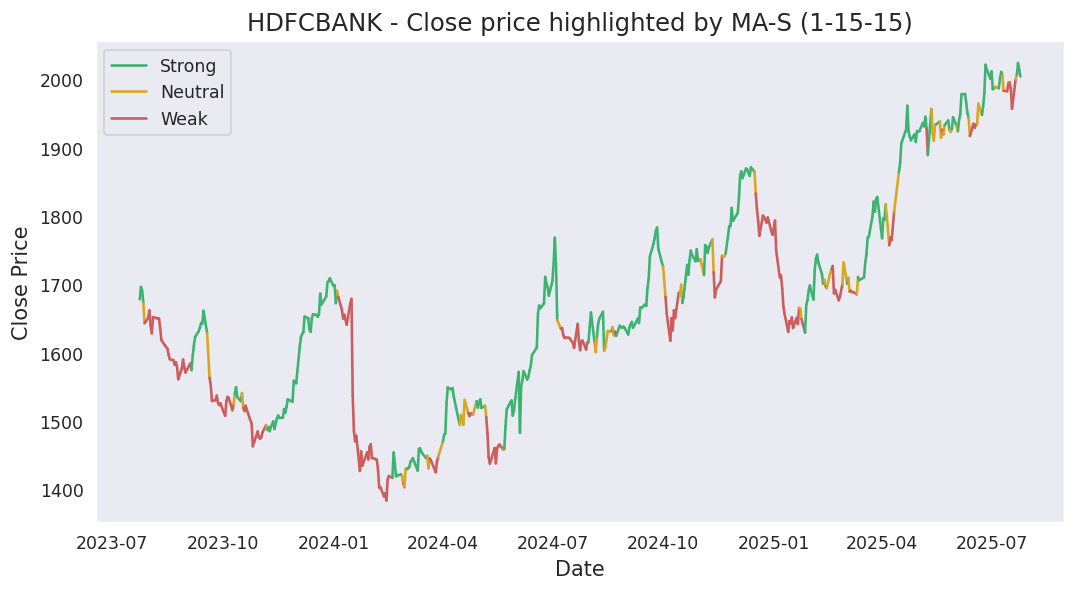 HDFCBANK - Close price highlighted by MA-S (1-15-15)
Strong
Neutral
Weak
Close Price
2000
1900
1800
1700
1600
1500
1400
2023-07 2023-10 2024-01 2024-04 2024-07 2024-10 2025-01 2025-04 2025-07
Date